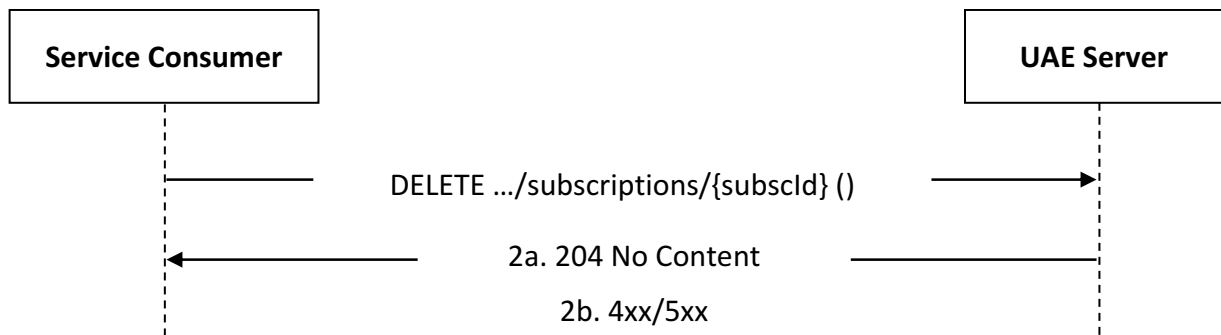 Service Consumer
UAE Server
DELETE …/subscriptions/{subscId} ()
2a. 204 No Content
2b. 4xx/5xx